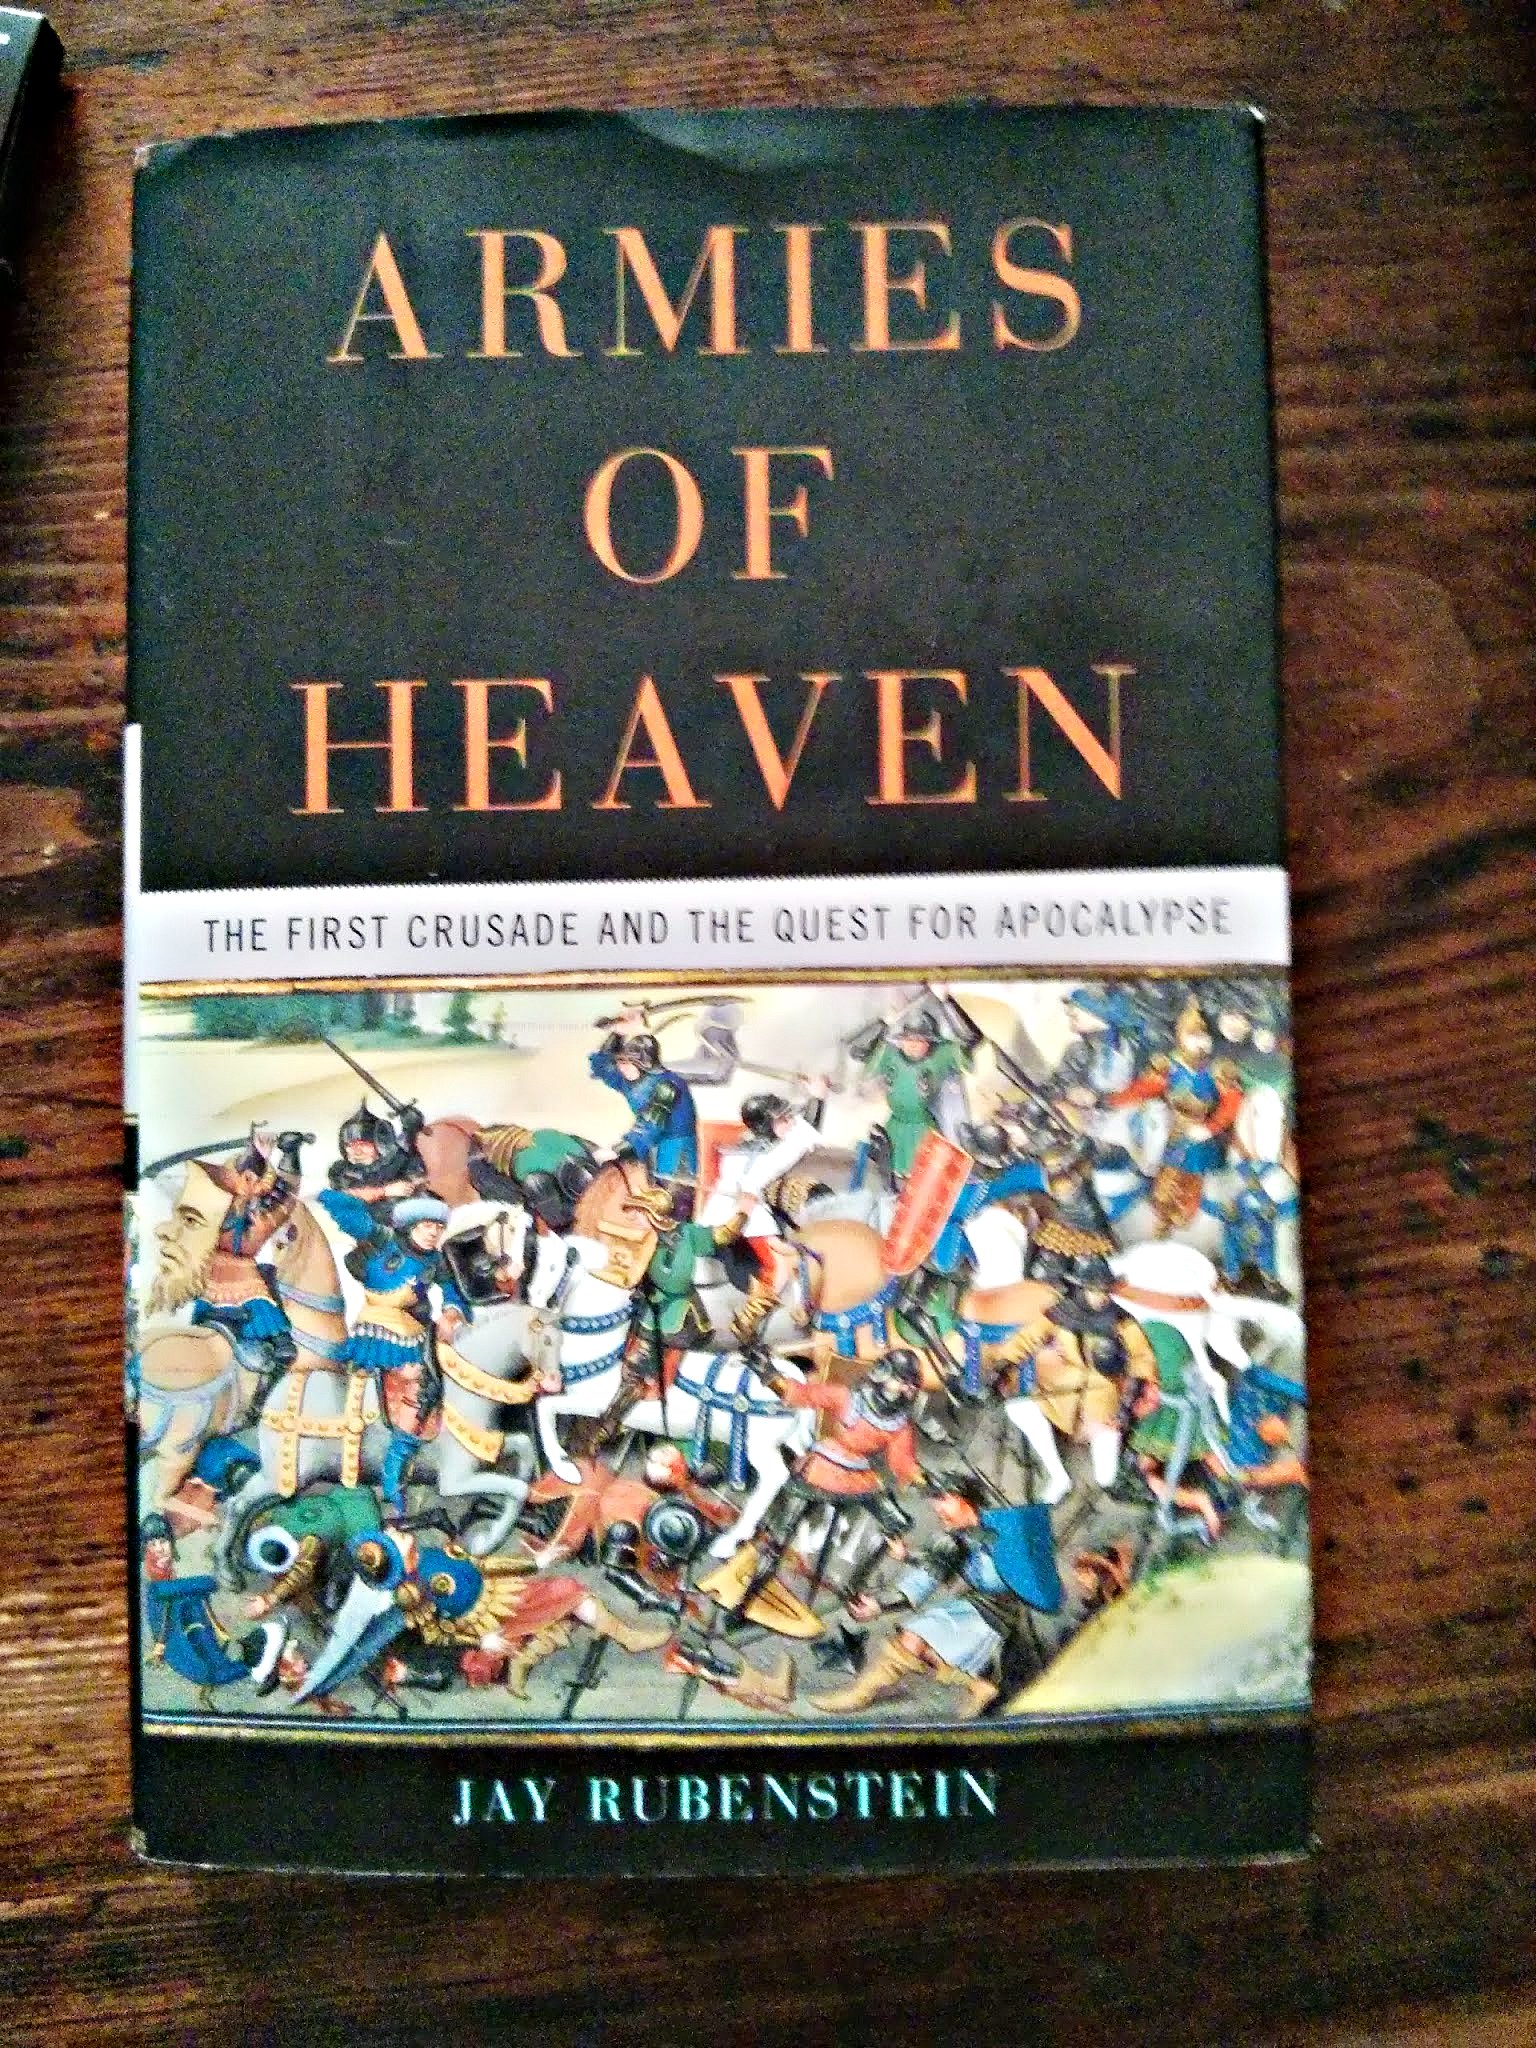 ARMIES
OF
HEAVEN
THE FIRST CRUSADE AND THE QUEST FOR APOCALYPSE
JAY RUBENSTEIN